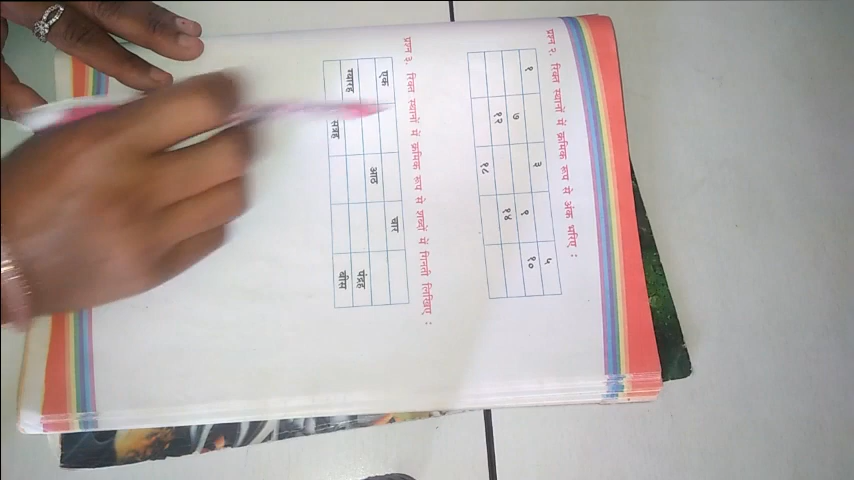 प्रश्न २. रिक्त स्थानों में क्रमिक रूप से अंक भरिए :
१ ३ ५
७ ९ १०
१२ १४
१८
प्रश्न ३. रिक्त स्थानों में क्रमिक रूप से शब्दों में गिनती लिखिए :
एक चार
आठ
ग्यारह पंद्रह
सत्रह बीस